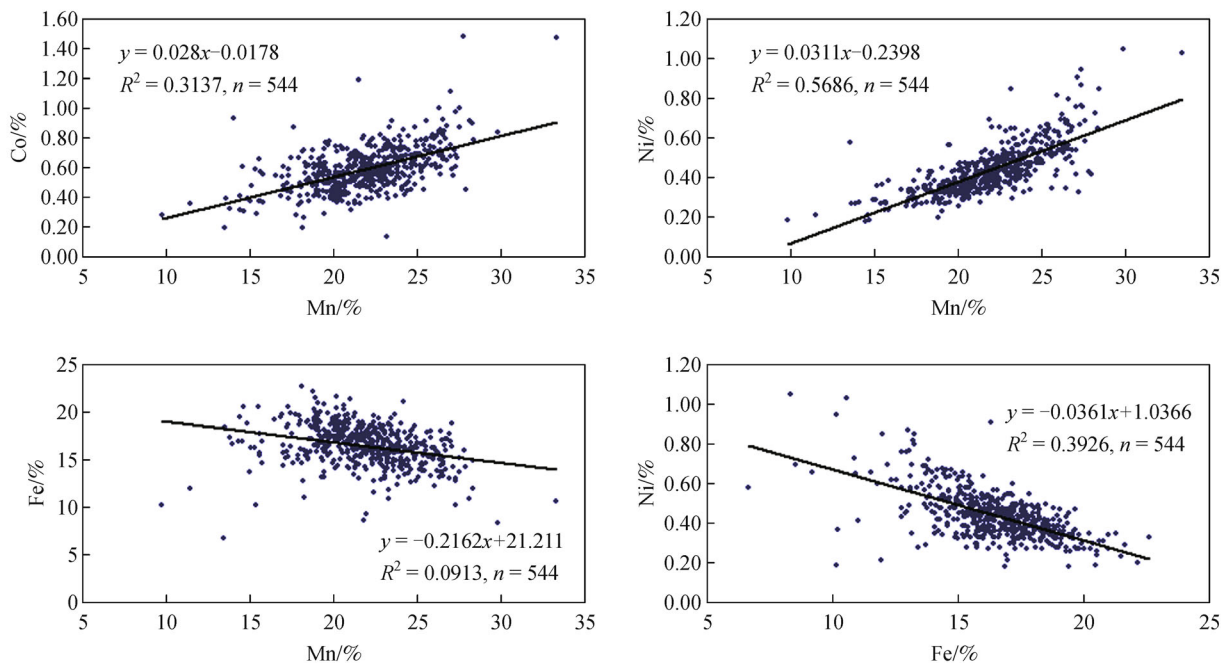 1.60
1.40
1.20
1.00
0.80
0.60
0.40
0.20
0.00
Co/%
y = 0.028x−0.0178
R² = 0.3137, n = 544
5 10 15 20 25 30 35
Mn/%
1.20
1.00
0.80
0.60
0.40
0.20
0.00
Ni/%
y = 0.0311x−0.2398
R² = 0.5686, n = 544
5 10 15 20 25 30 35
Mn/%
25
20
15
10
5
0
Fe/%
y = −0.2162x+21.211
R² = 0.0913, n = 544
5 10 15 20 25 30 35
Mn/%
1.20
1.00
0.80
0.60
0.40
0.20
0.00
Ni/%
y = −0.0361x+1.0366
R² = 0.3926, n = 544
5 10 15 20 25
Fe/%